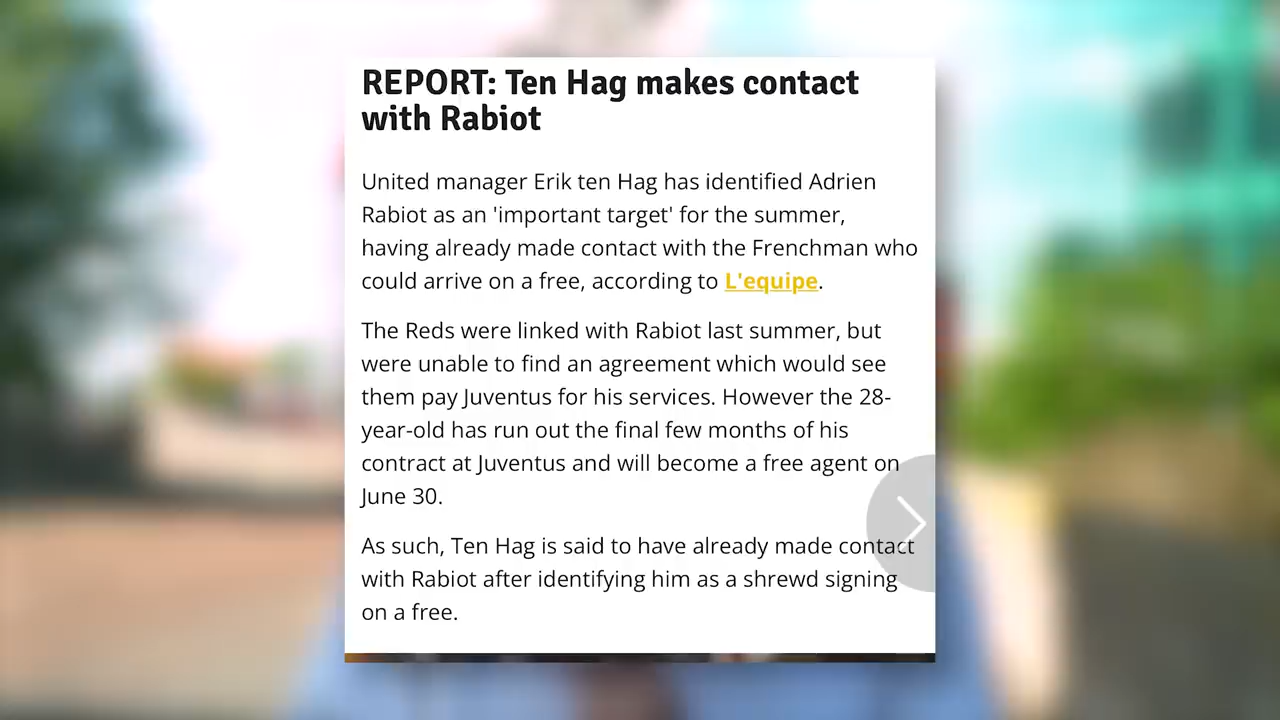 REPORT: Ten Hag makes contact
with Rabiot
United manager Erik ten Hag has identified Adrien
Rabiot as an 'important target' for the summer,
having already made contact with the Frenchman who
could arrive on a free, according to L'equipe.
The Reds were linked with Rabiot last summer, but
were unable to find an agreement which would see
them pay Juventus for his services. However the 28-
year-old has run out the final few months of his
contract at Juventus and will become a free agent on
June 30.
As such, Ten Hag is said to have already made contact
with Rabiot after identifying him as a shrewd signing
on a free.